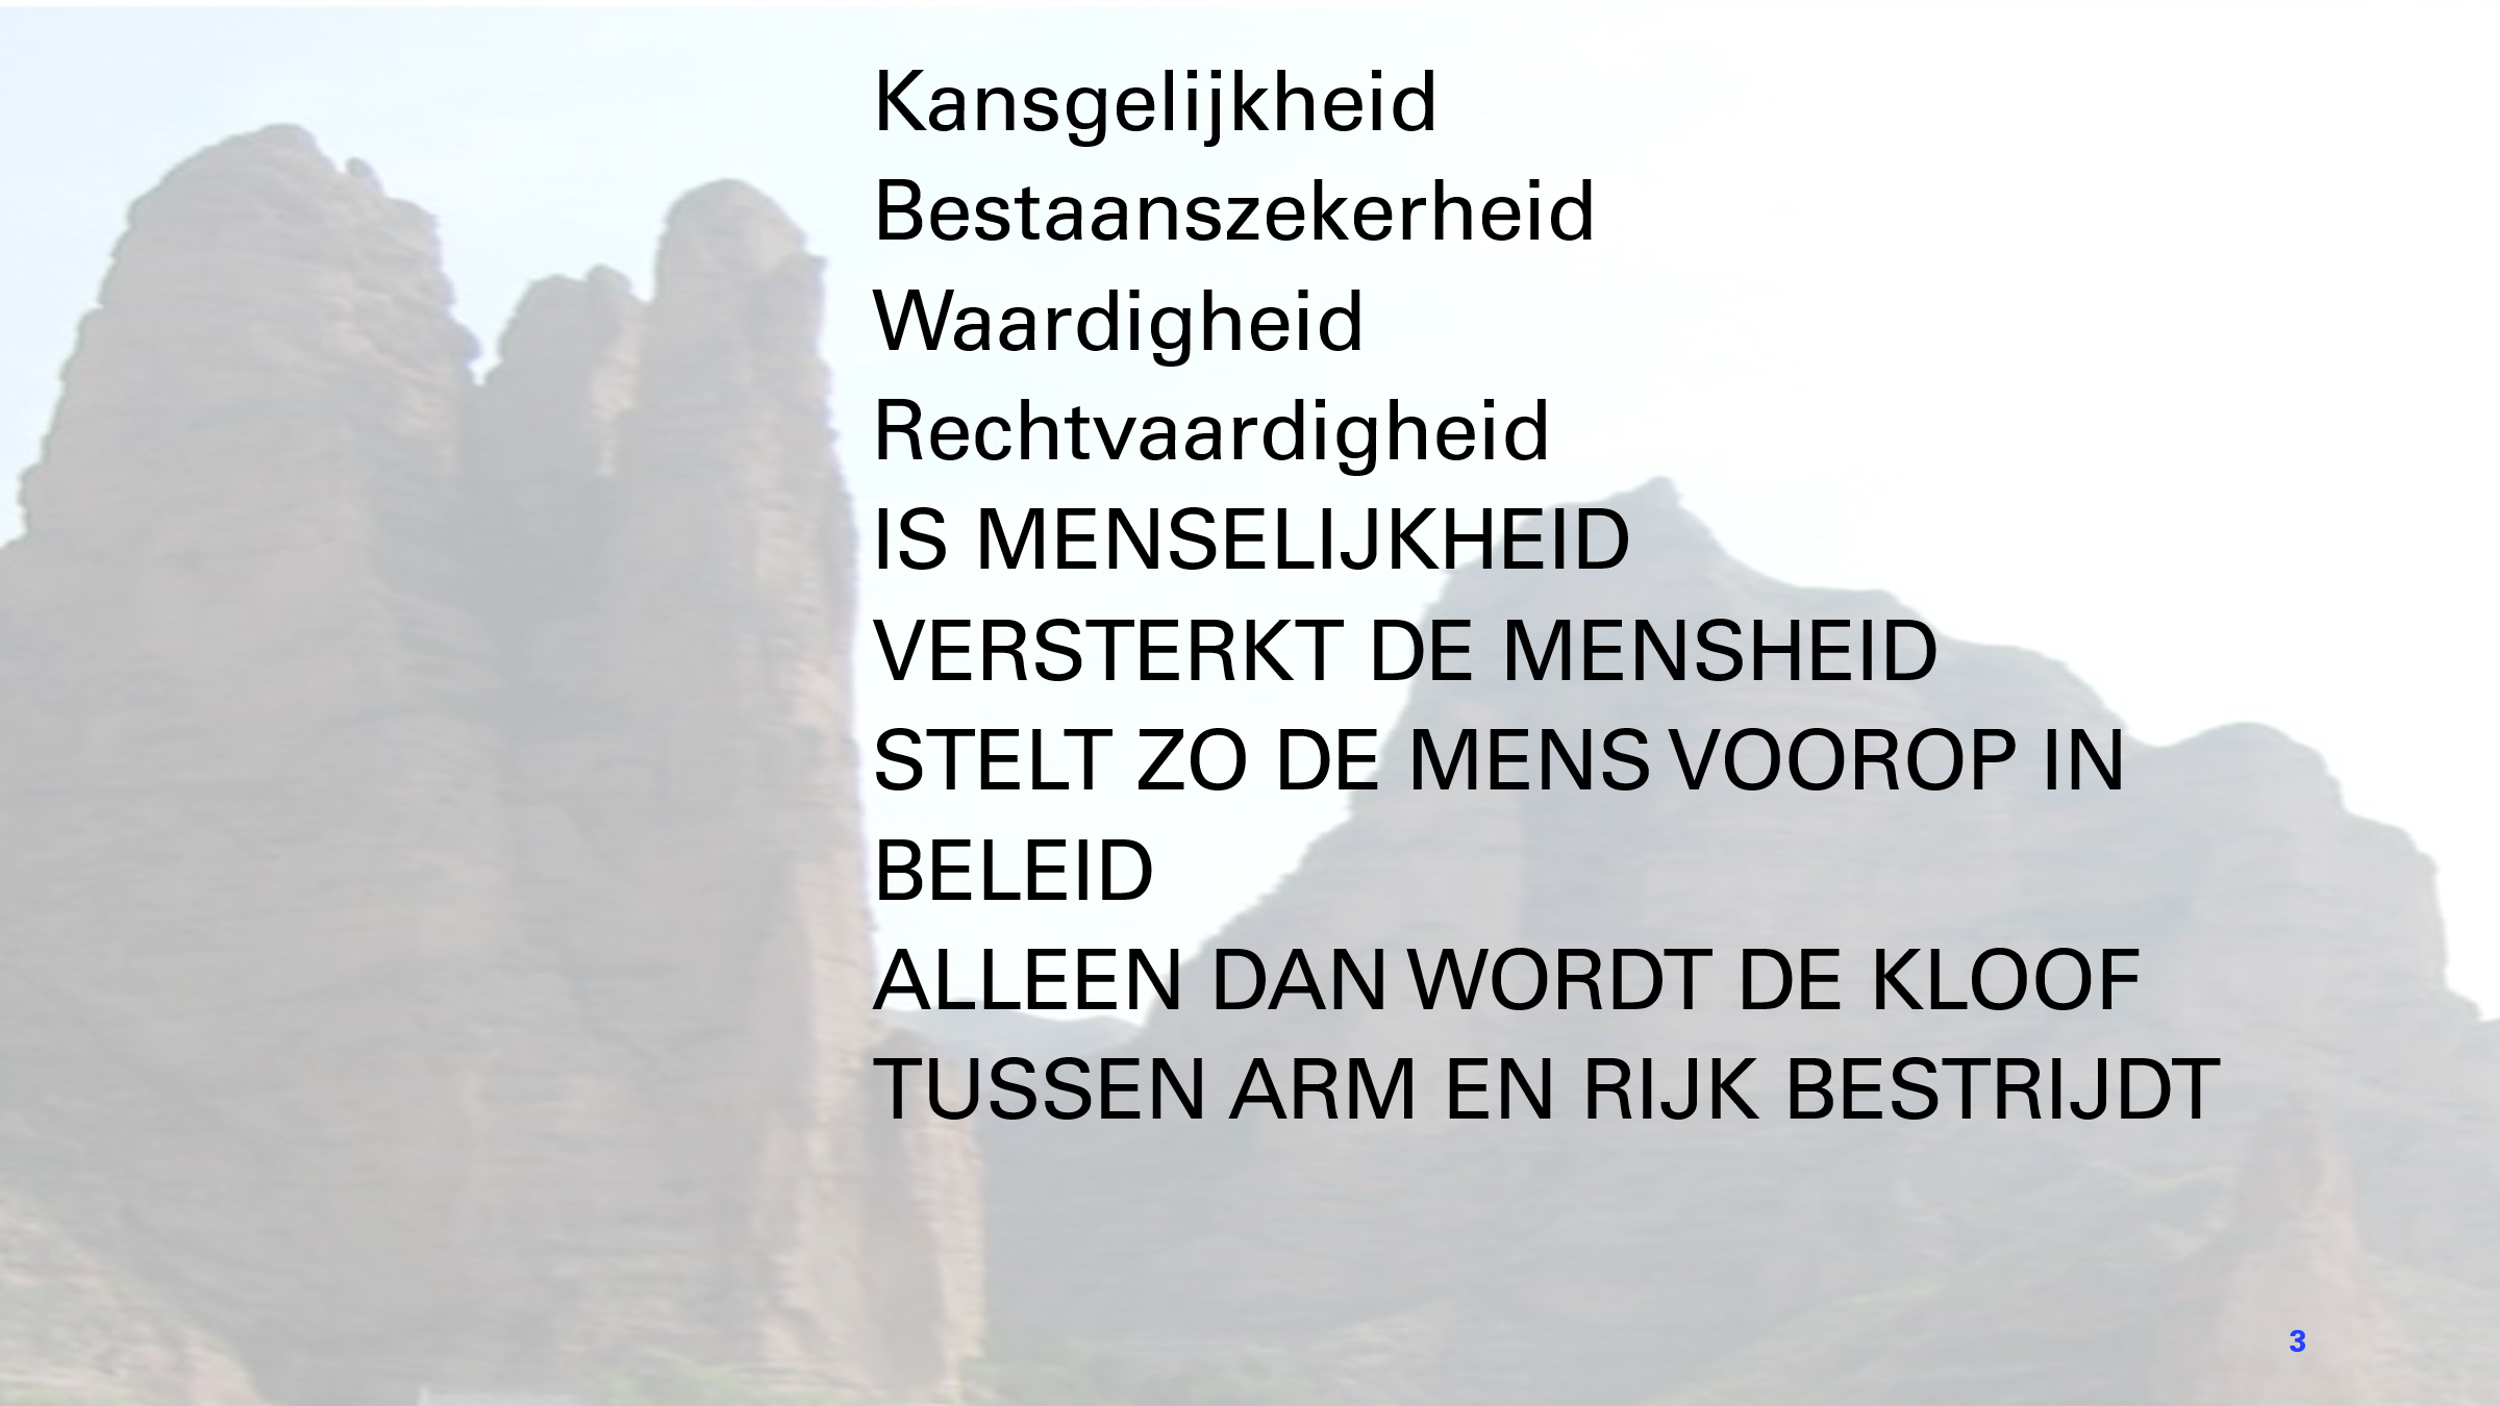 Kansgelijkheid
Bestaanszekerheid
Waardigheid
Rechtvaardigheid
IS MENSELIJKHEID
VERSTERKT DE MENSHEID
STELT ZO DE MENS VOOROP IN
BELEID
ALLEEN DAN WORDT DE KLOOF
TUSSEN ARM EN RIJK BESTRIJDT
3